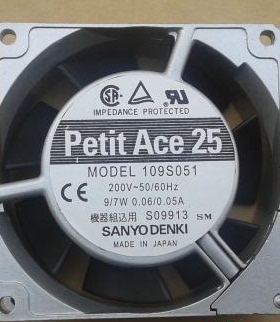 IMPEDANCE PROTECTED
Petit Ace 25
MODEL 109S051
200V~50/60Hz
CE 9/7W 0.06/0.05A
機器組込用 S09913 SM
SANYO DENKI
MADE IN JAPAN